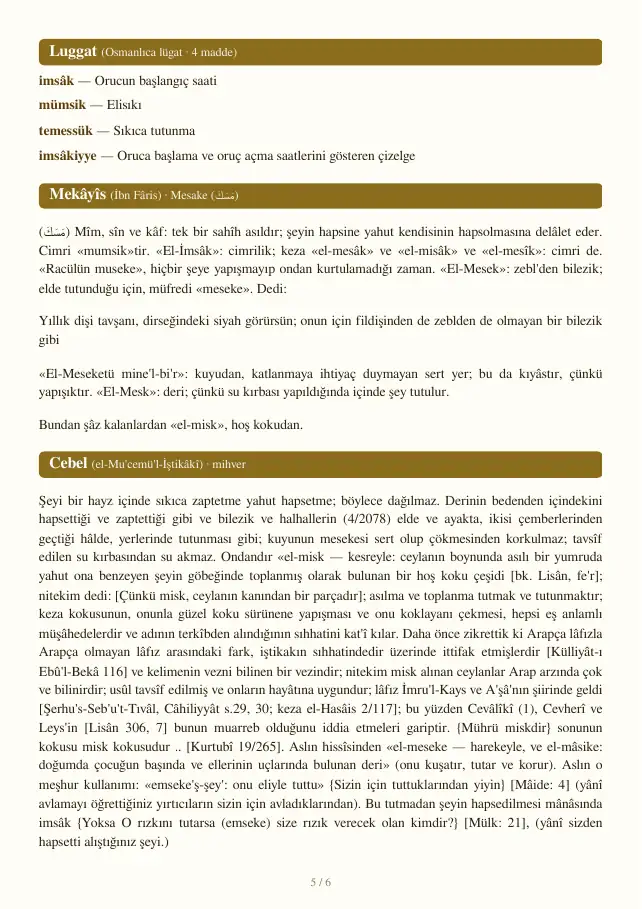 Luggat (Osmanlıca lügat · 4 madde)
imsâk — Orucun başlangıç saati
mümsik — Elisıkı
temessük — Sıkıca tutunma
imsâkiyye — Oruca başlama ve oruç açma saatlerini gösteren çizelge
Mekâyîs (İbn Fâris) · Mesake (مَسَكَ)
(مَسَكَ) Mîm, sîn ve kâf: tek bir sahîh asıldır; şeyin hapsine yahut kendisinin hapsolmasına delâlet eder.
Cimri «mumsik»tir. «El-İmsâk»: cimrilik; keza «el-mesâk» ve «el-misâk» ve «el-mesîk»: cimri de.
«Racülün museke», hiçbir şeye yapışmayıp ondan kurtulamadığı zaman. «El-Mesek»: zebl'den bilezik;
elde tutunduğu için, müfredi «meseke». Dedi:
Yıllık dişi tavşanı, dirseğindeki siyah görürsün; onun için fildişinden de zeblden de olmayan bir bilezik
gibi
«El-Meseketü mine'l-bi'r»: kuyudan, katlanmaya ihtiyaç duymayan sert yer; bu da kıyâstır, çünkü
yapışıktır. «El-Mesk»: deri; çünkü su kırbası yapıldığında içinde şey tutulur.
Bundan şâz kalanlardan «el-misk», hoş kokudan.
Cebel (el-Mu'cemü'l-İştikâkî) · mihver
Şeyi bir hayz içinde sıkıca zaptetme yahut hapsetme; böylece dağılmaz. Derinin bedenden içindekini
hapsettiği ve zaptettiği gibi ve bilezik ve halhallerin (4/2078) elde ve ayakta, ikisi çemberlerinden
geçtiği hâlde, yerlerinde tutunması gibi; kuyunun mesekesi sert olup çökmesinden korkulmaz; tavsîf
edilen su kırbasından su akmaz. Ondandır «el-misk — kesreyle: ceylanın boynunda asılı bir yumruda
yahut ona benzeyen şeyin göbeğinde toplanmış olarak bulunan bir hoş koku çeşidi [bk. Lisân, fe'r];
nitekim dedi: [Çünkü misk, ceylanın kanından bir parçadır]; asılma ve toplanma tutmak ve tutunmaktır;
keza kokusunun, onunla güzel koku sürünene yapışması ve onu koklayanı çekmesi, hepsi eş anlamlı
müşâhedelerdir ve adının terkîbden alındığının sıhhatini kat'î kılar. Daha önce zikrettik ki Arapça lâfızla
Arapça olmayan lâfız arasındaki fark, iştikakın sıhhatindedir üzerinde ittifak etmişlerdir [Külliyât-ı
Ebû'l-Bekâ 116] ve kelimenin vezni bilinen bir vezindir; nitekim misk alınan ceylanlar Arap arzında çok
ve bilinirdir; usûl tavsîf edilmiş ve onların hayâtına uygundur; lâfız İmru'l-Kays ve A'şâ'nın şiirinde geldi
[Şerhu's-Seb'u't-Tıvâl, Câhiliyyât s.29, 30; keza el-Hasâis 2/117]; bu yüzden Cevâlîkî (1), Cevherî ve
Leys'in [Lisân 306, 7] bunun muarreb olduğunu iddia etmeleri gariptir. {Mührü miskdir} sonunun
kokusu misk kokusudur .. [Kurtubî 19/265]. Aslın hissîsinden «el-meseke — harekeyle, ve el-mâsike:
doğumda çocuğun başında ve ellerinin uçlarında bulunan deri» (onu kuşatır, tutar ve korur). Aslın o
meşhur kullanımı: «emseke'ş-şey': onu eliyle tuttu» {Sizin için tuttuklarından yiyin} [Mâide: 4] (yânî
avlamayı öğrettiğiniz yırtıcıların sizin için avladıklarından). Bu tutmadan şeyin hapsedilmesi mânâsında
imsâk {Yoksa O rızkını tutarsa (emseke) size rızık verecek olan kimdir?} [Mülk: 21], (yânî sizden
hapsetti alıştığınız şeyi.)
5 / 6